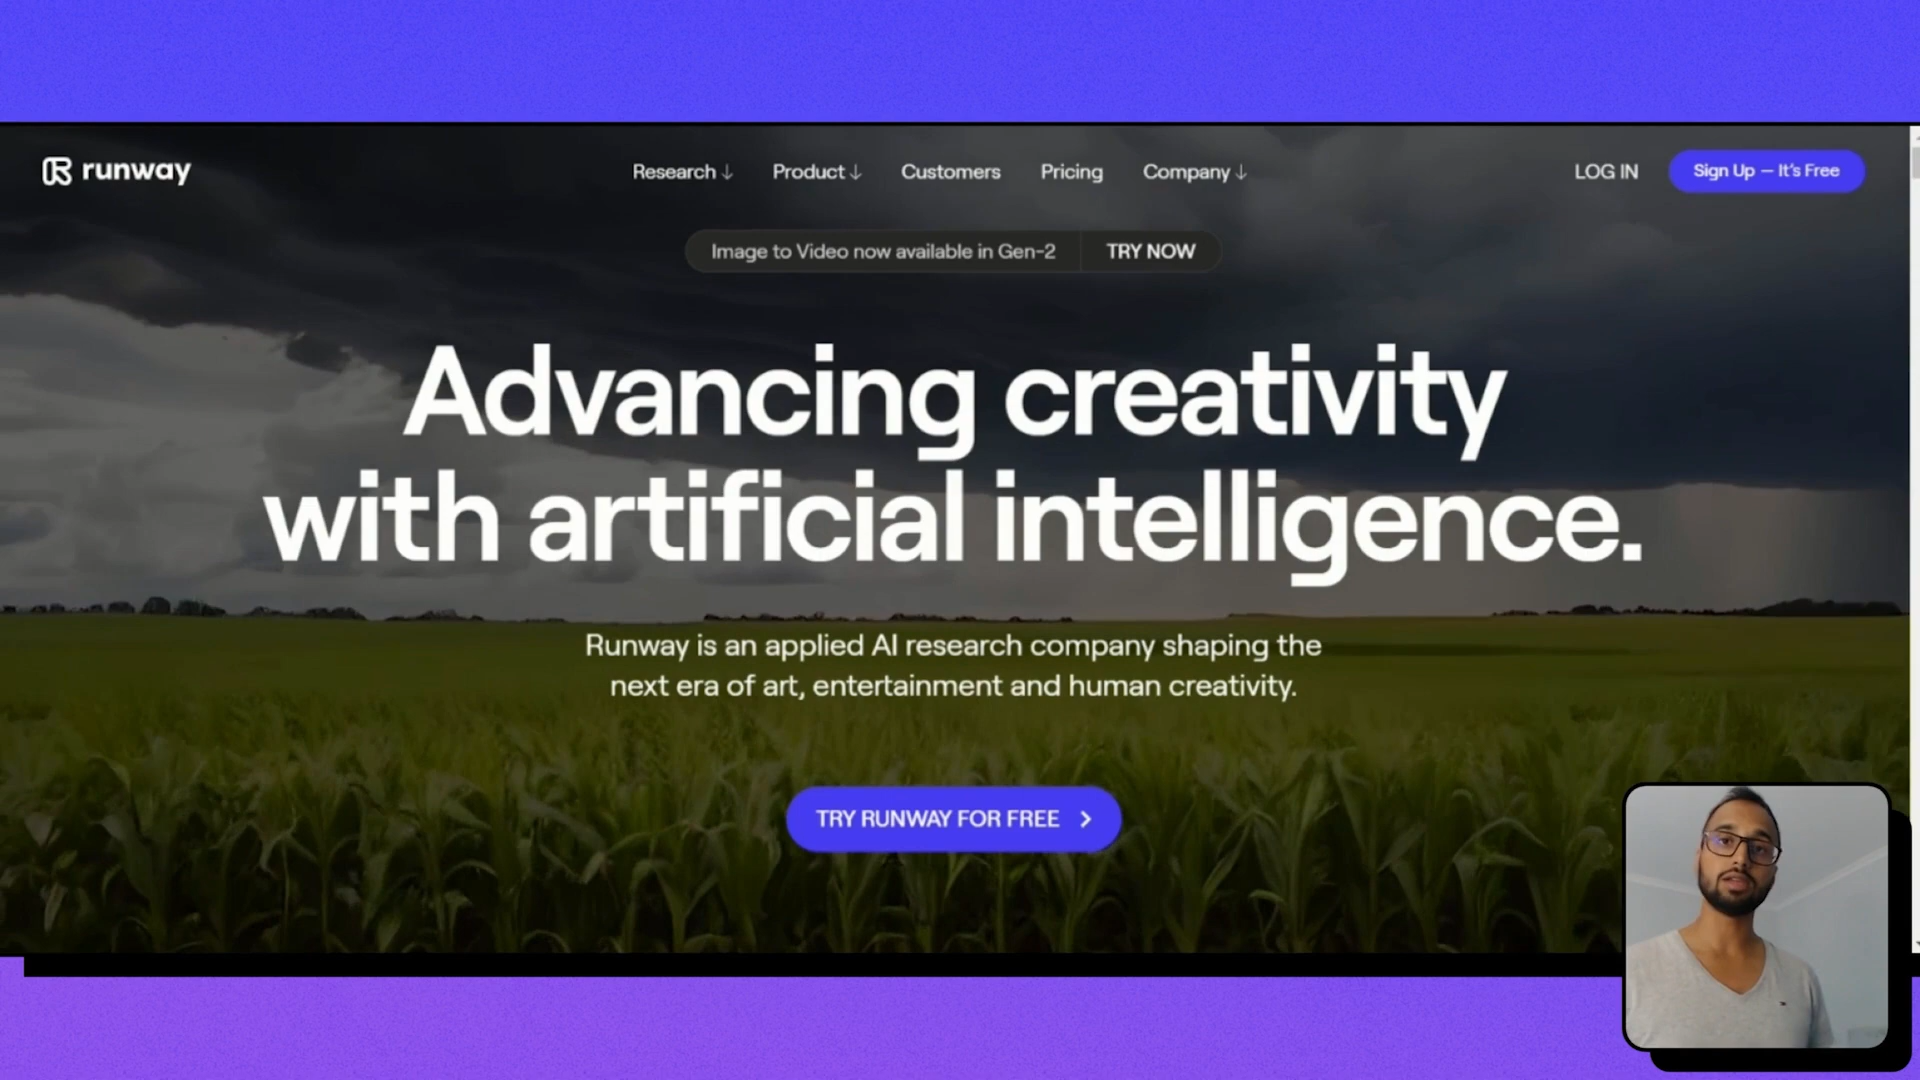 runway
Research ↓ Product ↓ Customers Pricing Company ↓
LOG IN
Sign Up — It's Free
Image to Video now available in Gen-2 TRY NOW
Advancing creativity
with artificial intelligence.
Runway is an applied AI research company shaping the
next era of art, entertainment and human creativity.
TRY RUNWAY FOR FREE